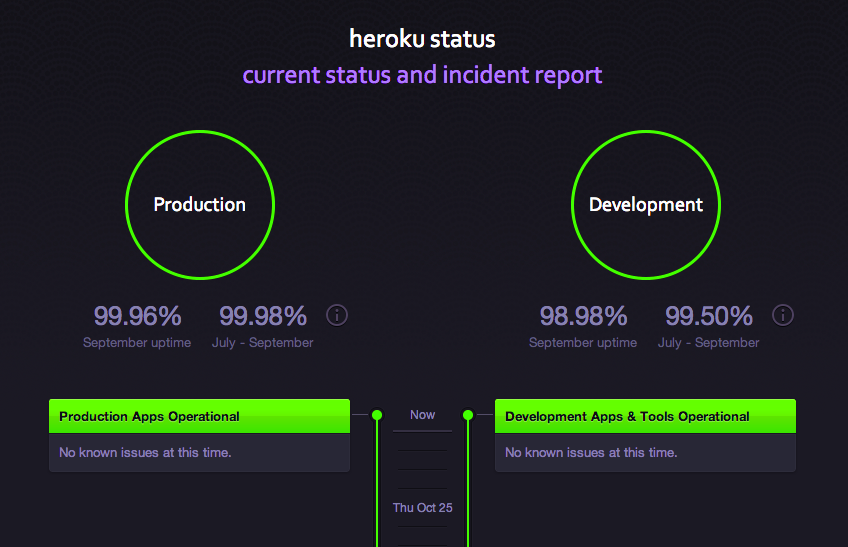 heroku status
current status and incident report
Production
Development
99.96% 99.98%
September uptime July - September
98.98% 99.50%
September uptime July - September
Production Apps Operational
No known issues at this time.
Now
Thu Oct 25
Development Apps & Tools Operational
No known issues at this time.